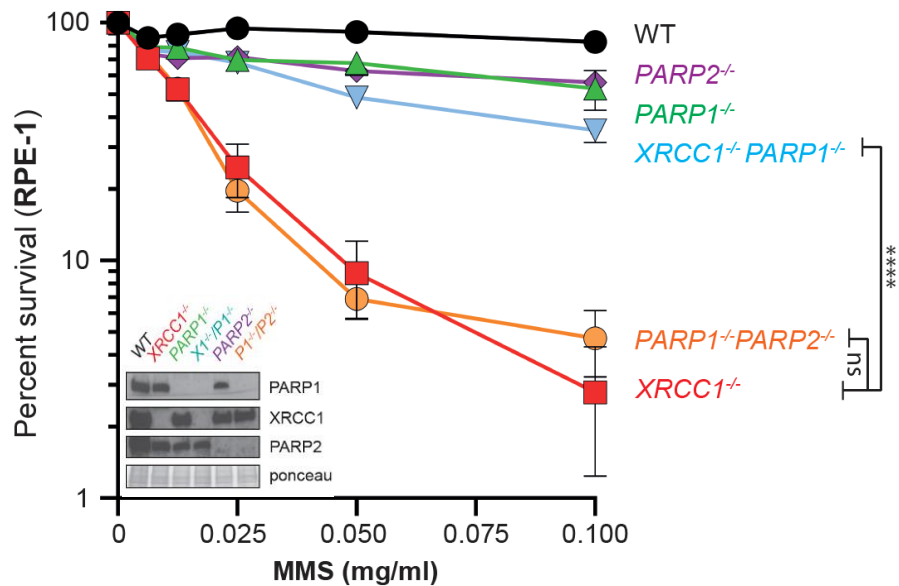 Percent survival (RPE-1)
100
10
1
0
0.025
0.050
0.075
0.100
MMS (mg/ml)
WT
PARP2-/-
PARP1-/-
XRCC1-/- PARP1-/-
PARP1-/-PARP2-/-
XRCC1-/-
****
ns
WT
XRCC1-/-
PARP1-/-
X1-/-/P1-/-
PARP2-/-
P1-/-/P2-/-
PARP1
XRCC1
PARP2
ponceau